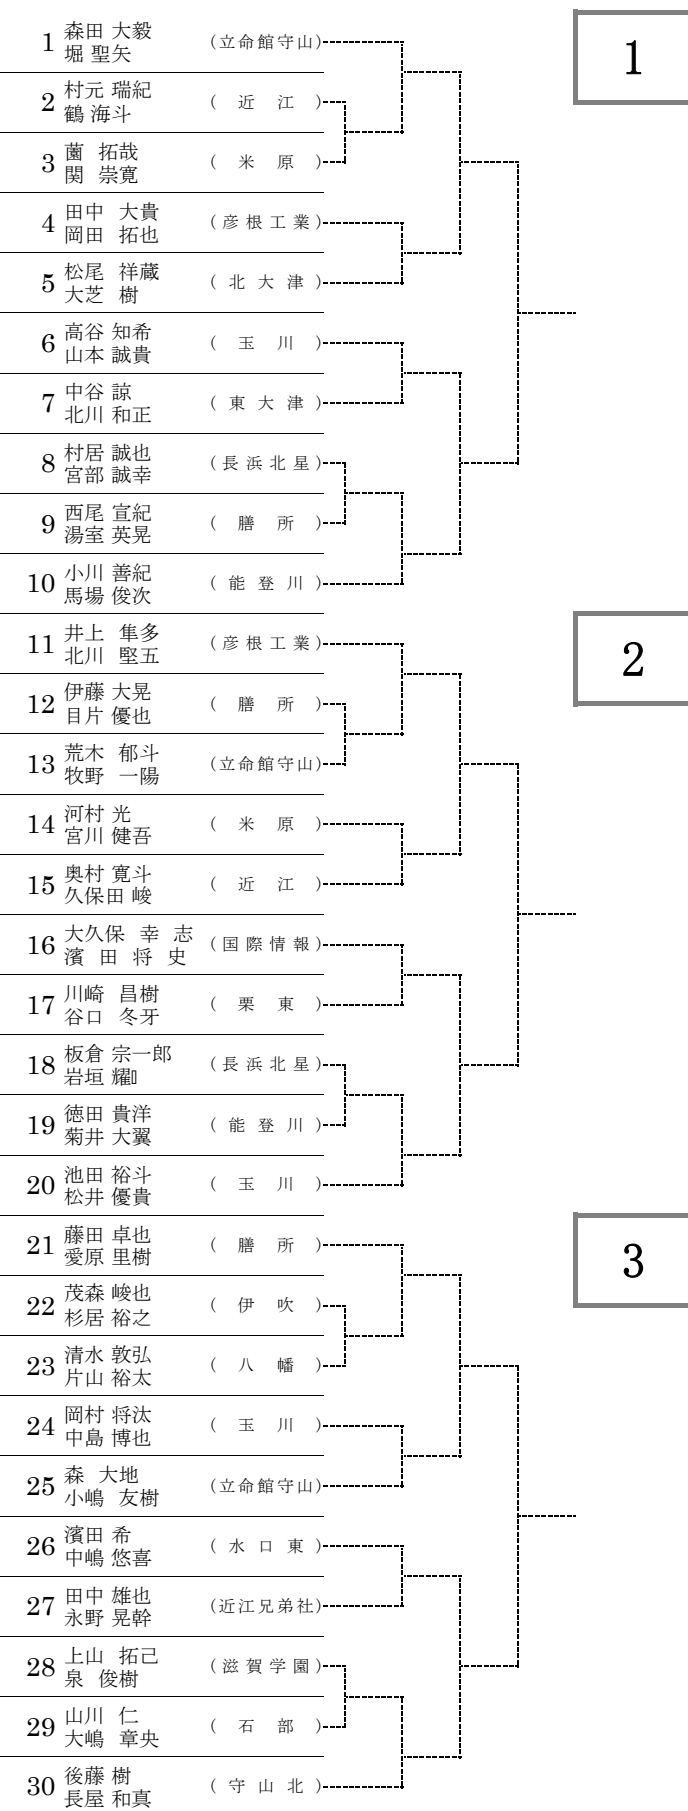 1
森田 大毅
堀 聖矢
(立命館守山)
1
2
村元 瑞紀
鶴 海斗
( 近 江 )
3
薗 拓哉
関 崇寛
( 米 原 )
4
田中 大貴
岡田 拓也
(彦根工業)
5
松尾 祥蔵
大芝 樹
( 北 大 津 )
6
高谷 知希
山本 誠貴
( 玉 川 )
7
中谷 諒
北川 和正
( 東 大 津 )
8
村居 誠也
宮部 誠幸
(長浜北星)
9
西尾 宣紀
湯室 英晃
( 膳 所 )
10
小川 善紀
馬場 俊次
( 能 登 川 )
11
井上 隼多
北川 堅五
(彦根工業)
2
12
伊藤 大晃
目片 優也
( 膳 所 )
13
荒木 郁斗
牧野 一陽
(立命館守山)
14
河村 光
宮川 健吾
( 米 原 )
15
奥村 寛斗
久保田 峻
( 近 江 )
16
大久保 幸 志
濱 田 将 史
(国際情報)
17
川崎 昌樹
谷口 冬牙
( 栗 東 )
18
板倉 宗一郎
岩垣 耀
(長浜北星)
19
徳田 貴洋
菊井 大翼
( 能 登 川 )
20
池田 裕斗
松井 優貴
( 玉 川 )
21
藤田 卓也
愛原 里樹
( 膳 所 )
3
22
茂森 峻也
杉居 裕之
( 伊 吹 )
23
清水 敦弘
片山 裕太
( 八 幡 )
24
岡村 将汰
中島 博也
( 玉 川 )
25
森 大地
小嶋 友樹
(立命館守山)
26
濱田 希
中嶋 悠喜
( 水 口 東 )
27
田中 雄也
永野 晃幹
(近江兄弟社)
28
上山 拓己
泉 俊樹
(滋賀学園)
29
山川 仁
大嶋 章央
( 石 部 )
30
後藤 樹
長屋 和真
( 守 山 北 )